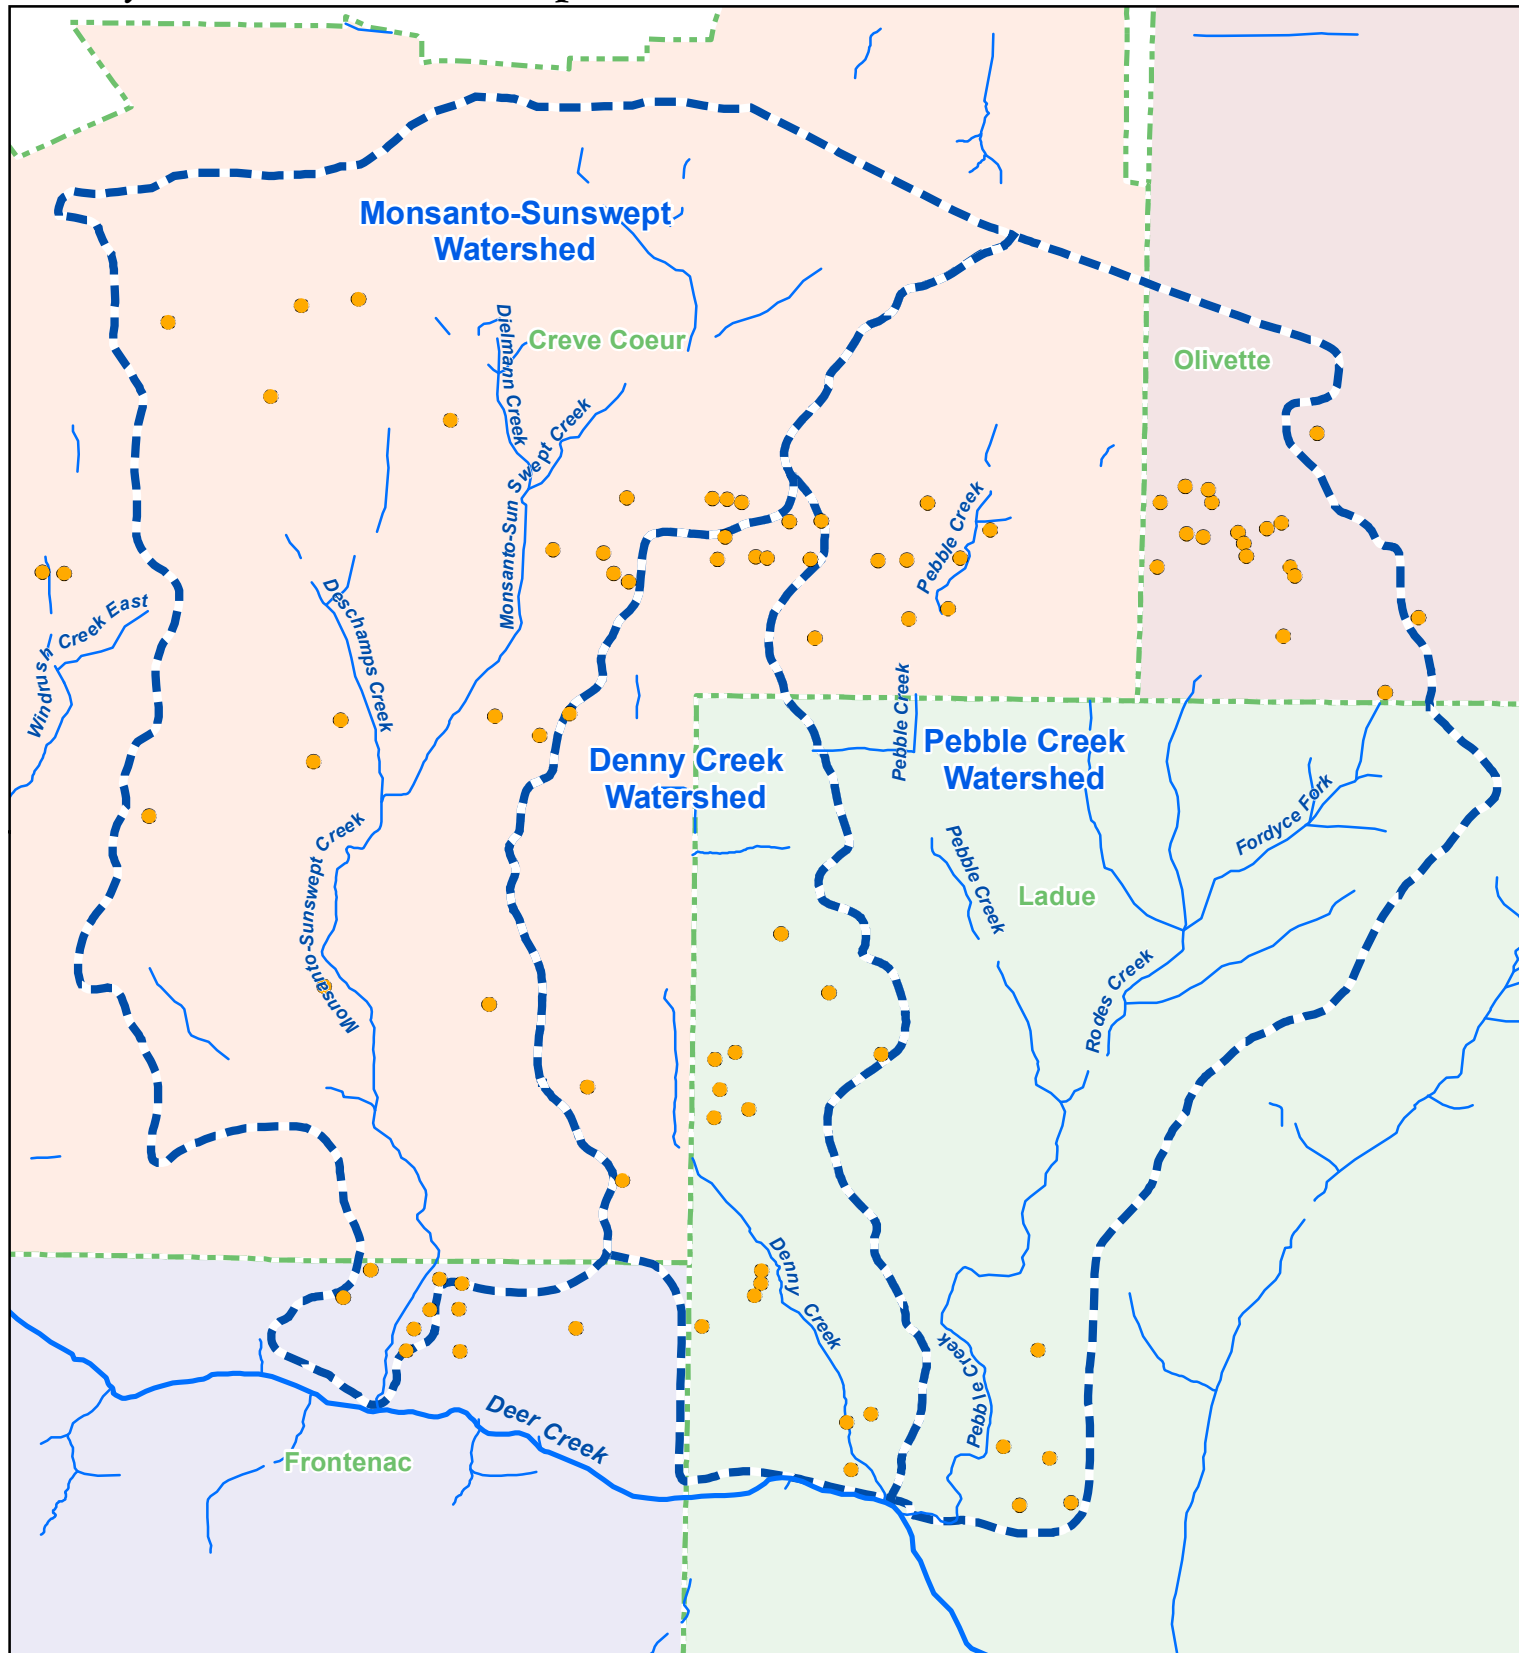 Monsanto-Sunswept
Watershed
Creve Coeur
Olivette
Dielmann Creek
Monsanto-Sun Swept Creek
Pebble Creek
Windrush Creek East
Deschamps Creek
Pebble Creek
Denny Creek
Watershed
Pebble Creek
Watershed
Fordyce Fork
Monsanto-Sunswept Creek
Pebble Creek
Ladue
Monsanto
Rodes Creek
Denny Creek
Pebble Creek
Deer Creek
Frontenac